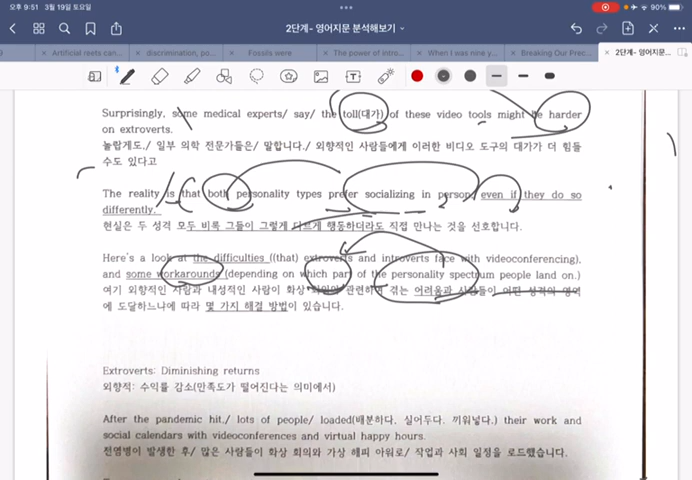 오후 9:51 3월 19일 토요일
90%
2단계- 영어지문 분석해보기
Artificial reets can...
discrimination, po...
Fossils were
The power of intro...
When I was nine y...
Breaking Our Prec...
2단계- 영어지문...
Surprisingly, some medical experts/ say/ the toll(대가) of these video tools might be harder
on extroverts.
놀랍게도,/ 일부 의학 전문가들은/ 말합니다./ 외향적인 사람들에게 이러한 비디오 도구의 대가가 더 힘들
수도 있다고
The reality is that both personality types prefer socializing in person, even if they do so
differently.
현실은 두 성격 모두 비록 그들이 그렇게 다르게 행동하더라도 직접 만나는 것을 선호합니다.
Here's a look at the difficulties ((that) extroverts and introverts face with videoconferencing),
and some workarounds (depending on which part of the personality spectrum people land on.)
여기 외향적인 사람과 내성적인 사람이 화상 회의와 관련하여 겪는 어려움과 사람들이 어떤 성격의 영역
에 도달하느냐에 따라 몇 가지 해결 방법이 있습니다.
Extroverts: Diminishing returns
외향적: 수익률 감소(만족도가 떨어진다는 의미에서)
After the pandemic hit,/ lots of people/ loaded(배분하다. 실어두다. 끼워넣다.) their work and
social calendars with videoconferences and virtual happy hours.
전염병이 발생한 후/ 많은 사람들이 화상 회의와 가상 해피 아워로/ 작업과 사회 일정을 로드했습니다.